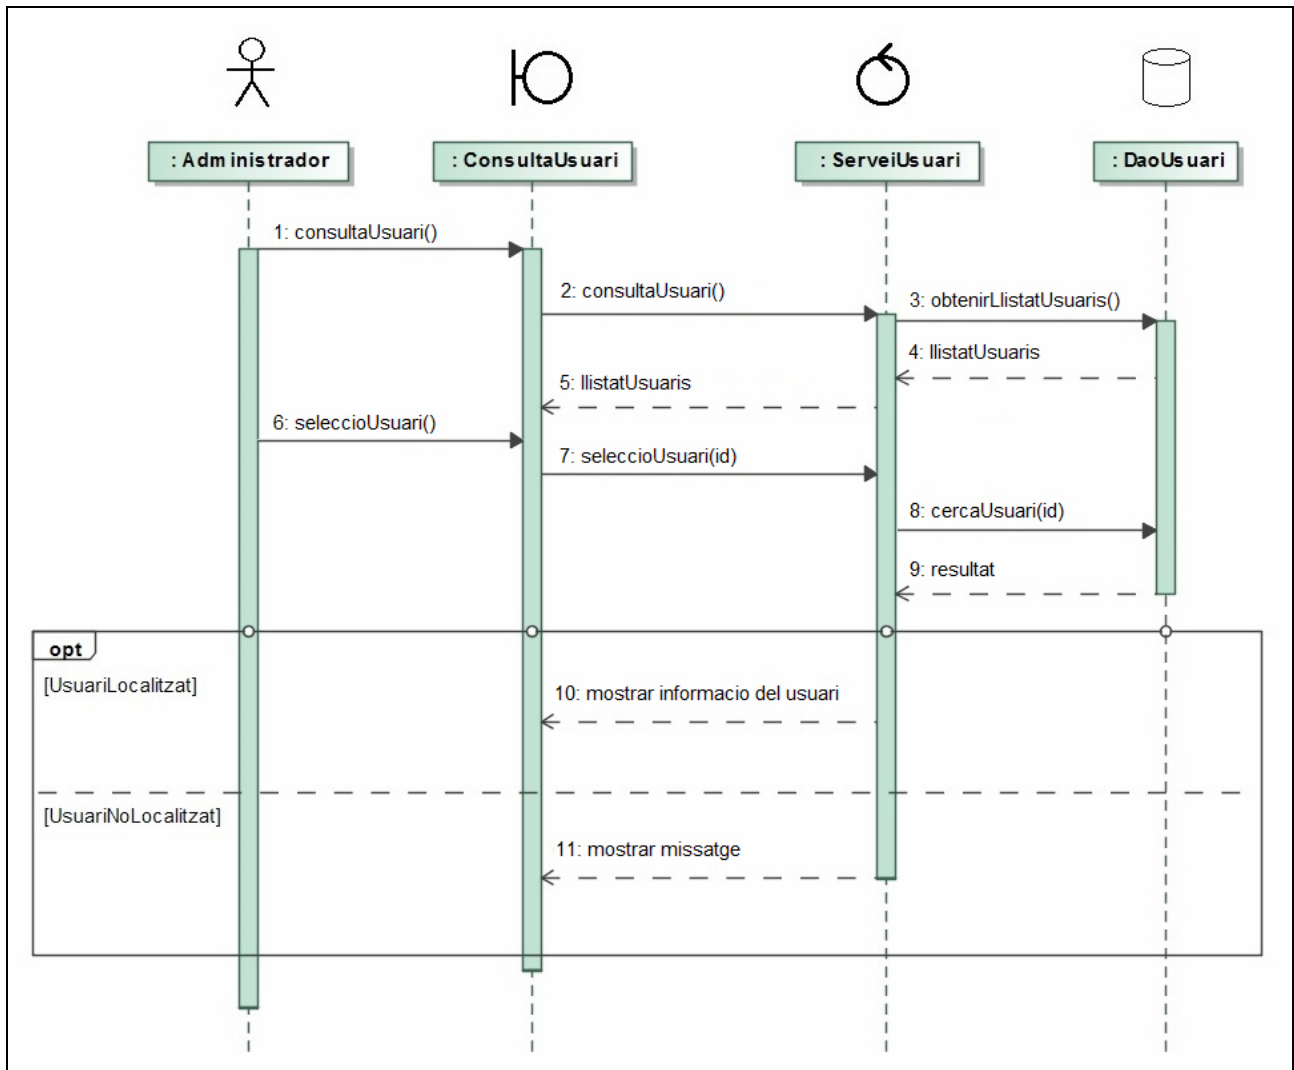 : Administrador
: ConsultaUsuari
: ServeiUsuari
: DaoUsuari
1: consultaUsuari()
2: consultaUsuari()
3: obtenirLlistatUsuaris()
4: llistatUsuaris
5: llistatUsuaris
6: seleccioUsuari()
7: seleccioUsuari(id)
8: cercaUsuari(id)
9: resultat
opt
[UsuariLocalitzat]
10: mostrar informacio del usuari
[UsuariNoLocalitzat]
11: mostrar missatge